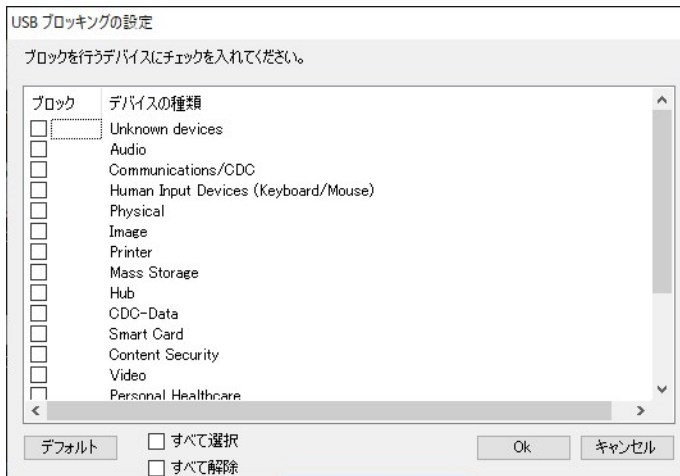 USB ブロッキングの設定
ブロックを行うデバイスにチェックを入れてください。
ブロック デバイスの種類
Unknown devices
Audio
Communications/CDC
Human Input Devices (Keyboard/Mouse)
Physical
Image
Printer
Mass Storage
Hub
CDC-Data
Smart Card
Content Security
Video
Personal Healthcare
デフォルト すべて選択 Ok キャンセル
すべて解除